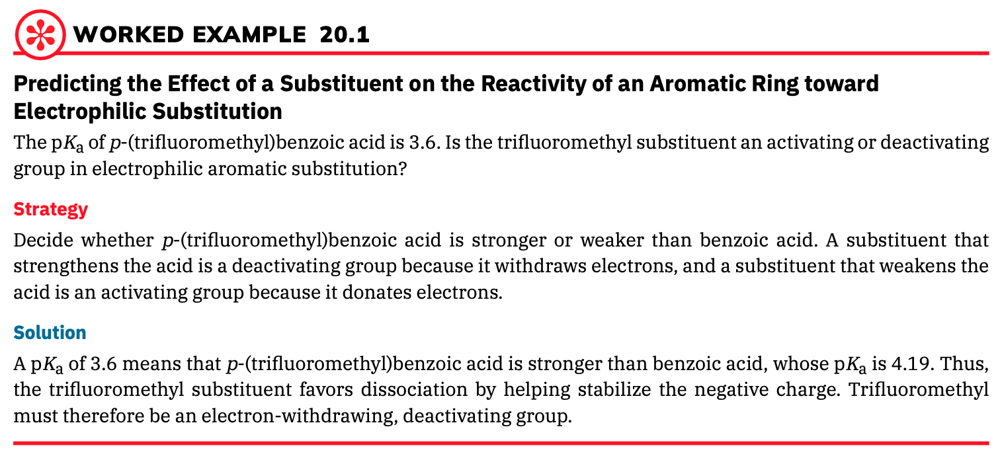 WORKED EXAMPLE 20.1
Predicting the Effect of a Substituent on the Reactivity of an Aromatic Ring toward
Electrophilic Substitution
The pKa of p-(trifluoromethyl)benzoic acid is 3.6. Is the trifluoromethyl substituent an activating or deactivating
group in electrophilic aromatic substitution?
Strategy
Decide whether p-(trifluoromethyl)benzoic acid is stronger or weaker than benzoic acid. A substituent that
strengthens the acid is a deactivating group because it withdraws electrons, and a substituent that weakens the
acid is an activating group because it donates electrons.
Solution
A pKa of 3.6 means that p-(trifluoromethyl)benzoic acid is stronger than benzoic acid, whose pKa is 4.19. Thus,
the trifluoromethyl substituent favors dissociation by helping stabilize the negative charge. Trifluoromethyl
must therefore be an electron-withdrawing, deactivating group.